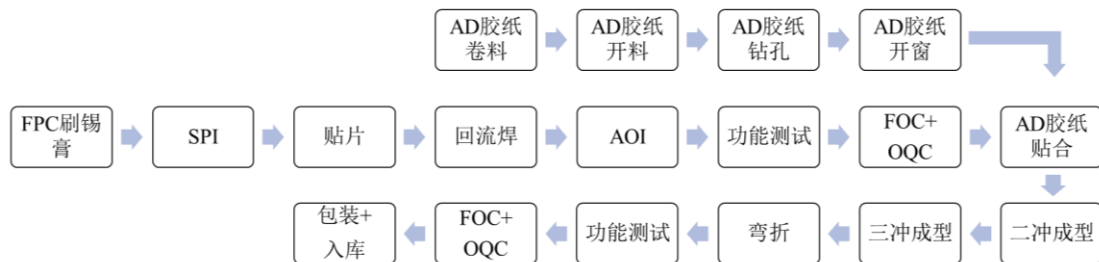 AD胶纸
卷料
AD胶纸
开料
AD胶纸
钻孔
AD胶纸
开窗
FPC刷锡
膏
SPI
贴片
回流焊
AOI
功能测试
FOC+
OQC
AD胶纸
贴合
二冲成型
三冲成型
弯折
功能测试
FOC+
OQC
包装+
入库